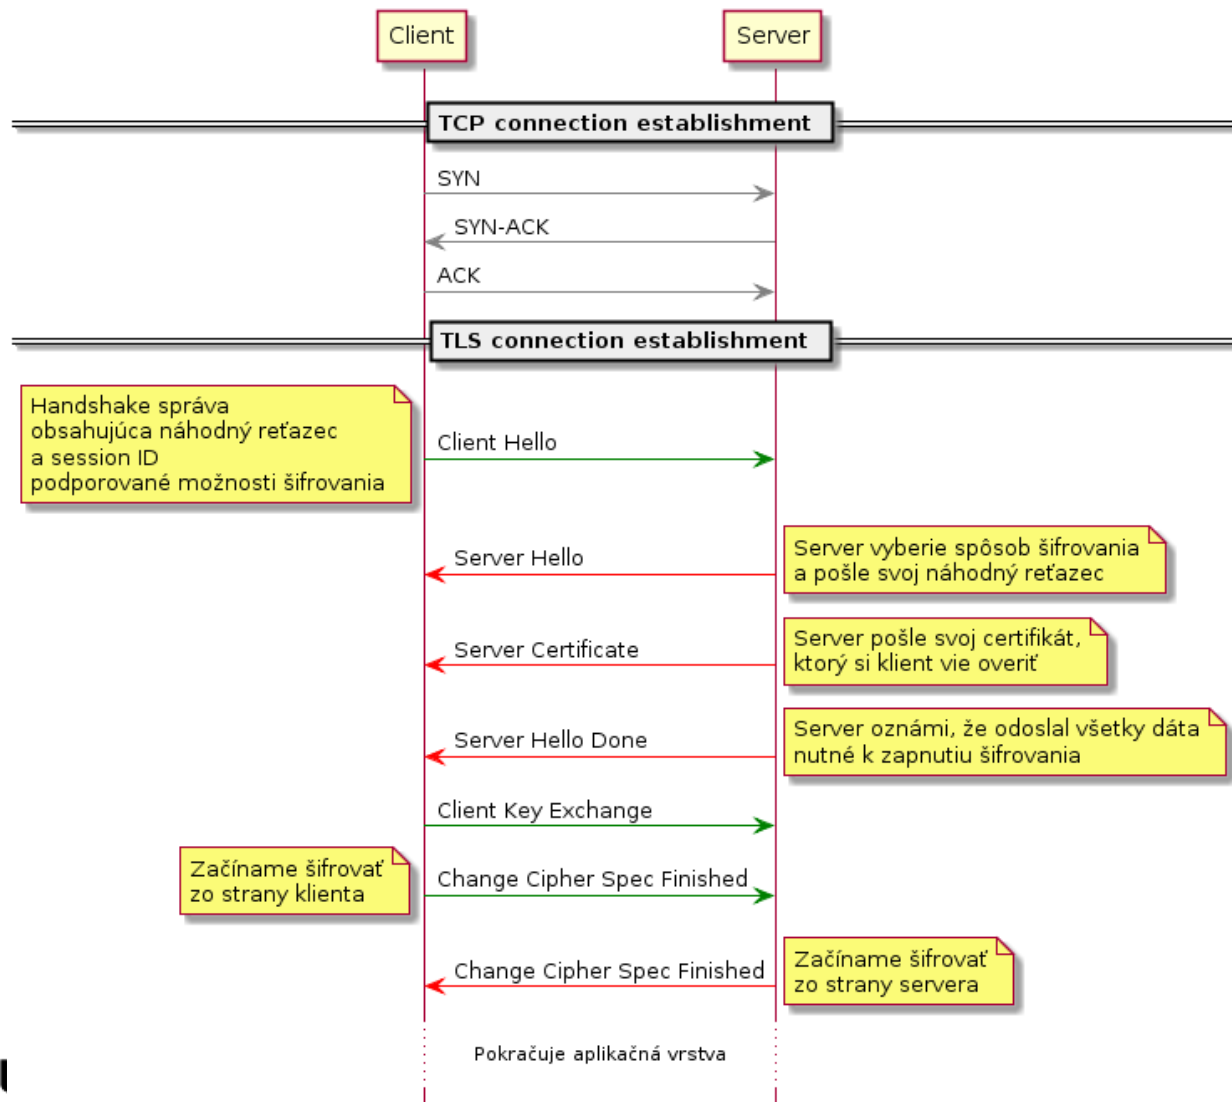 Client
Server
TCP connection establishment
SYN
SYN-ACK
ACK
TLS connection establishment
Handshake správa
obsahujúca náhodný reťazec
a session ID
podporované možnosti šifrovania
Client Hello
Server Hello
Server vyberie spôsob šifrovania
a pošle svoj náhodný reťazec
Server Certificate
Server pošle svoj certifikát,
ktorý si klient vie overiť
Server Hello Done
Server oznámi, že odoslal všetky dáta
nutné k zapnutiu šifrovania
Client Key Exchange
Začíname šifrovať
zo strany klienta
Change Cipher Spec Finished
Change Cipher Spec Finished
Začíname šifrovať
zo strany servera
Pokračuje aplikačná vrstva